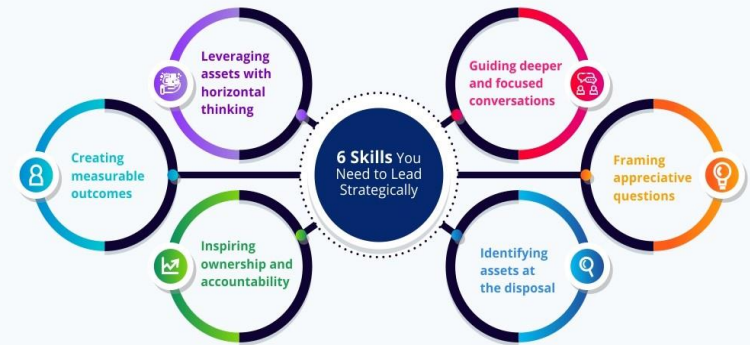 6 Skills You
Need to Lead
Strategically
Leveraging
assets with
horizontal
thinking
Guiding deeper
and focused
conversations
Creating
measurable
outcomes
Framing
appreciative
questions
Inspiring
ownership and
accountability
Identifying
assets at
the disposal